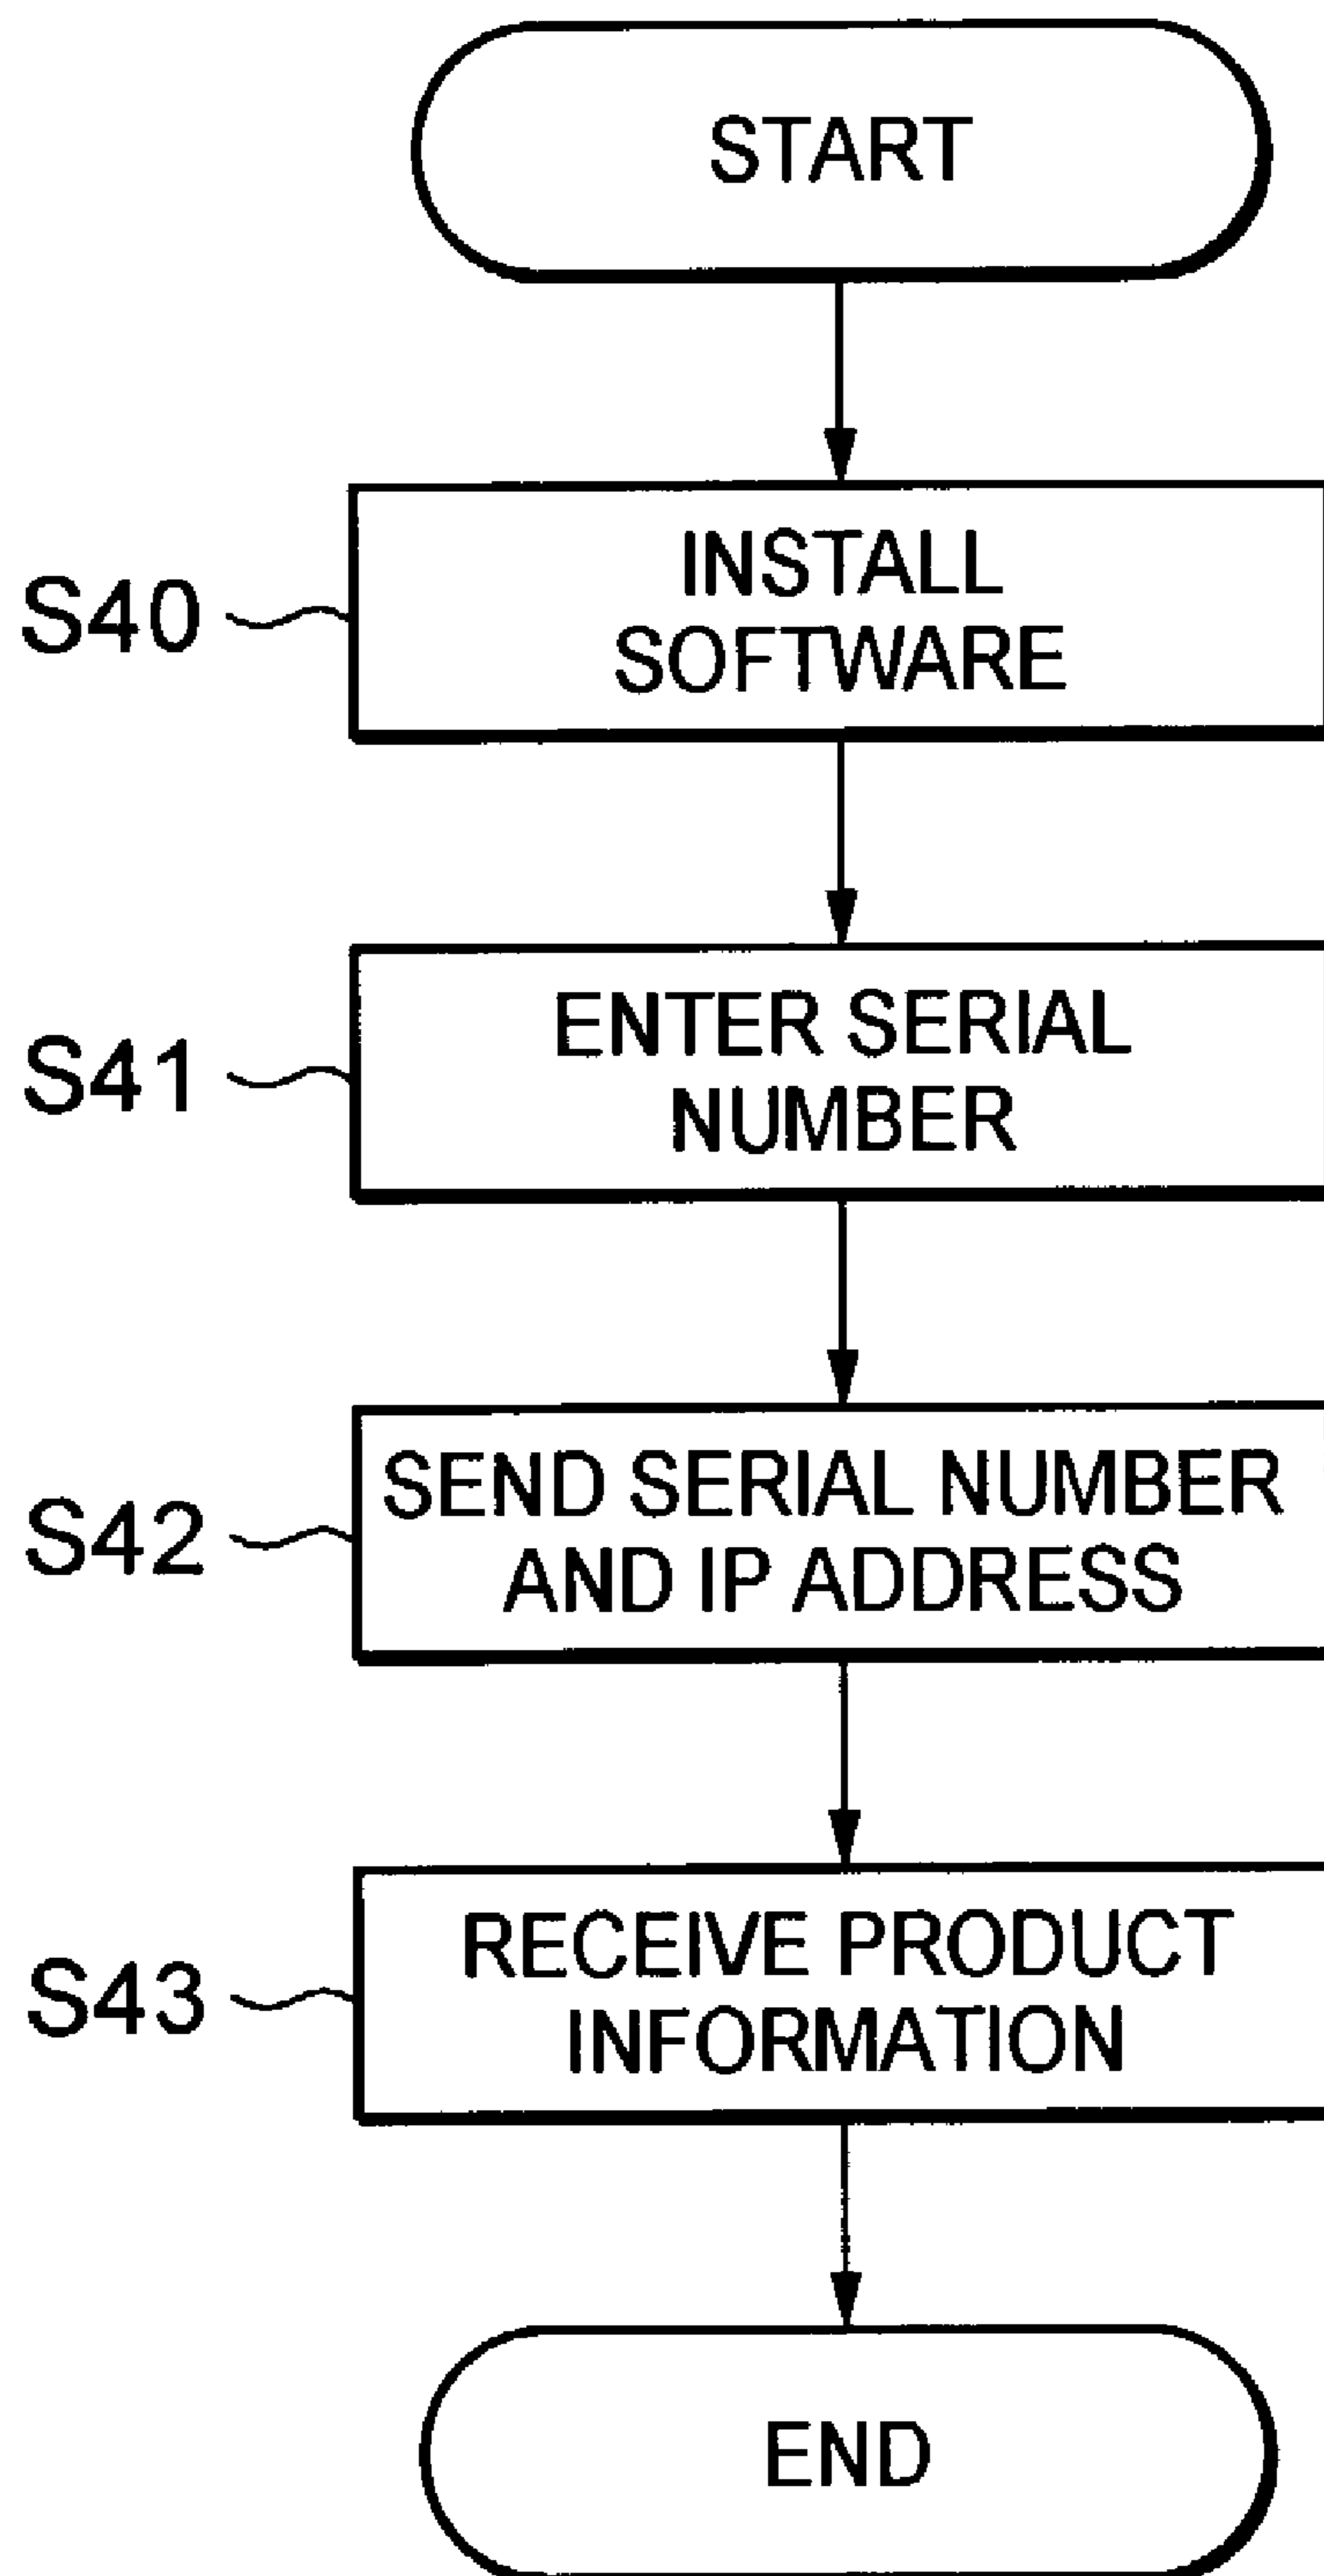 START
S40
INSTALL
SOFTWARE
S41
ENTER SERIAL
NUMBER
S42
SEND SERIAL NUMBER
AND IP ADDRESS
S43
RECEIVE PRODUCT
INFORMATION
END